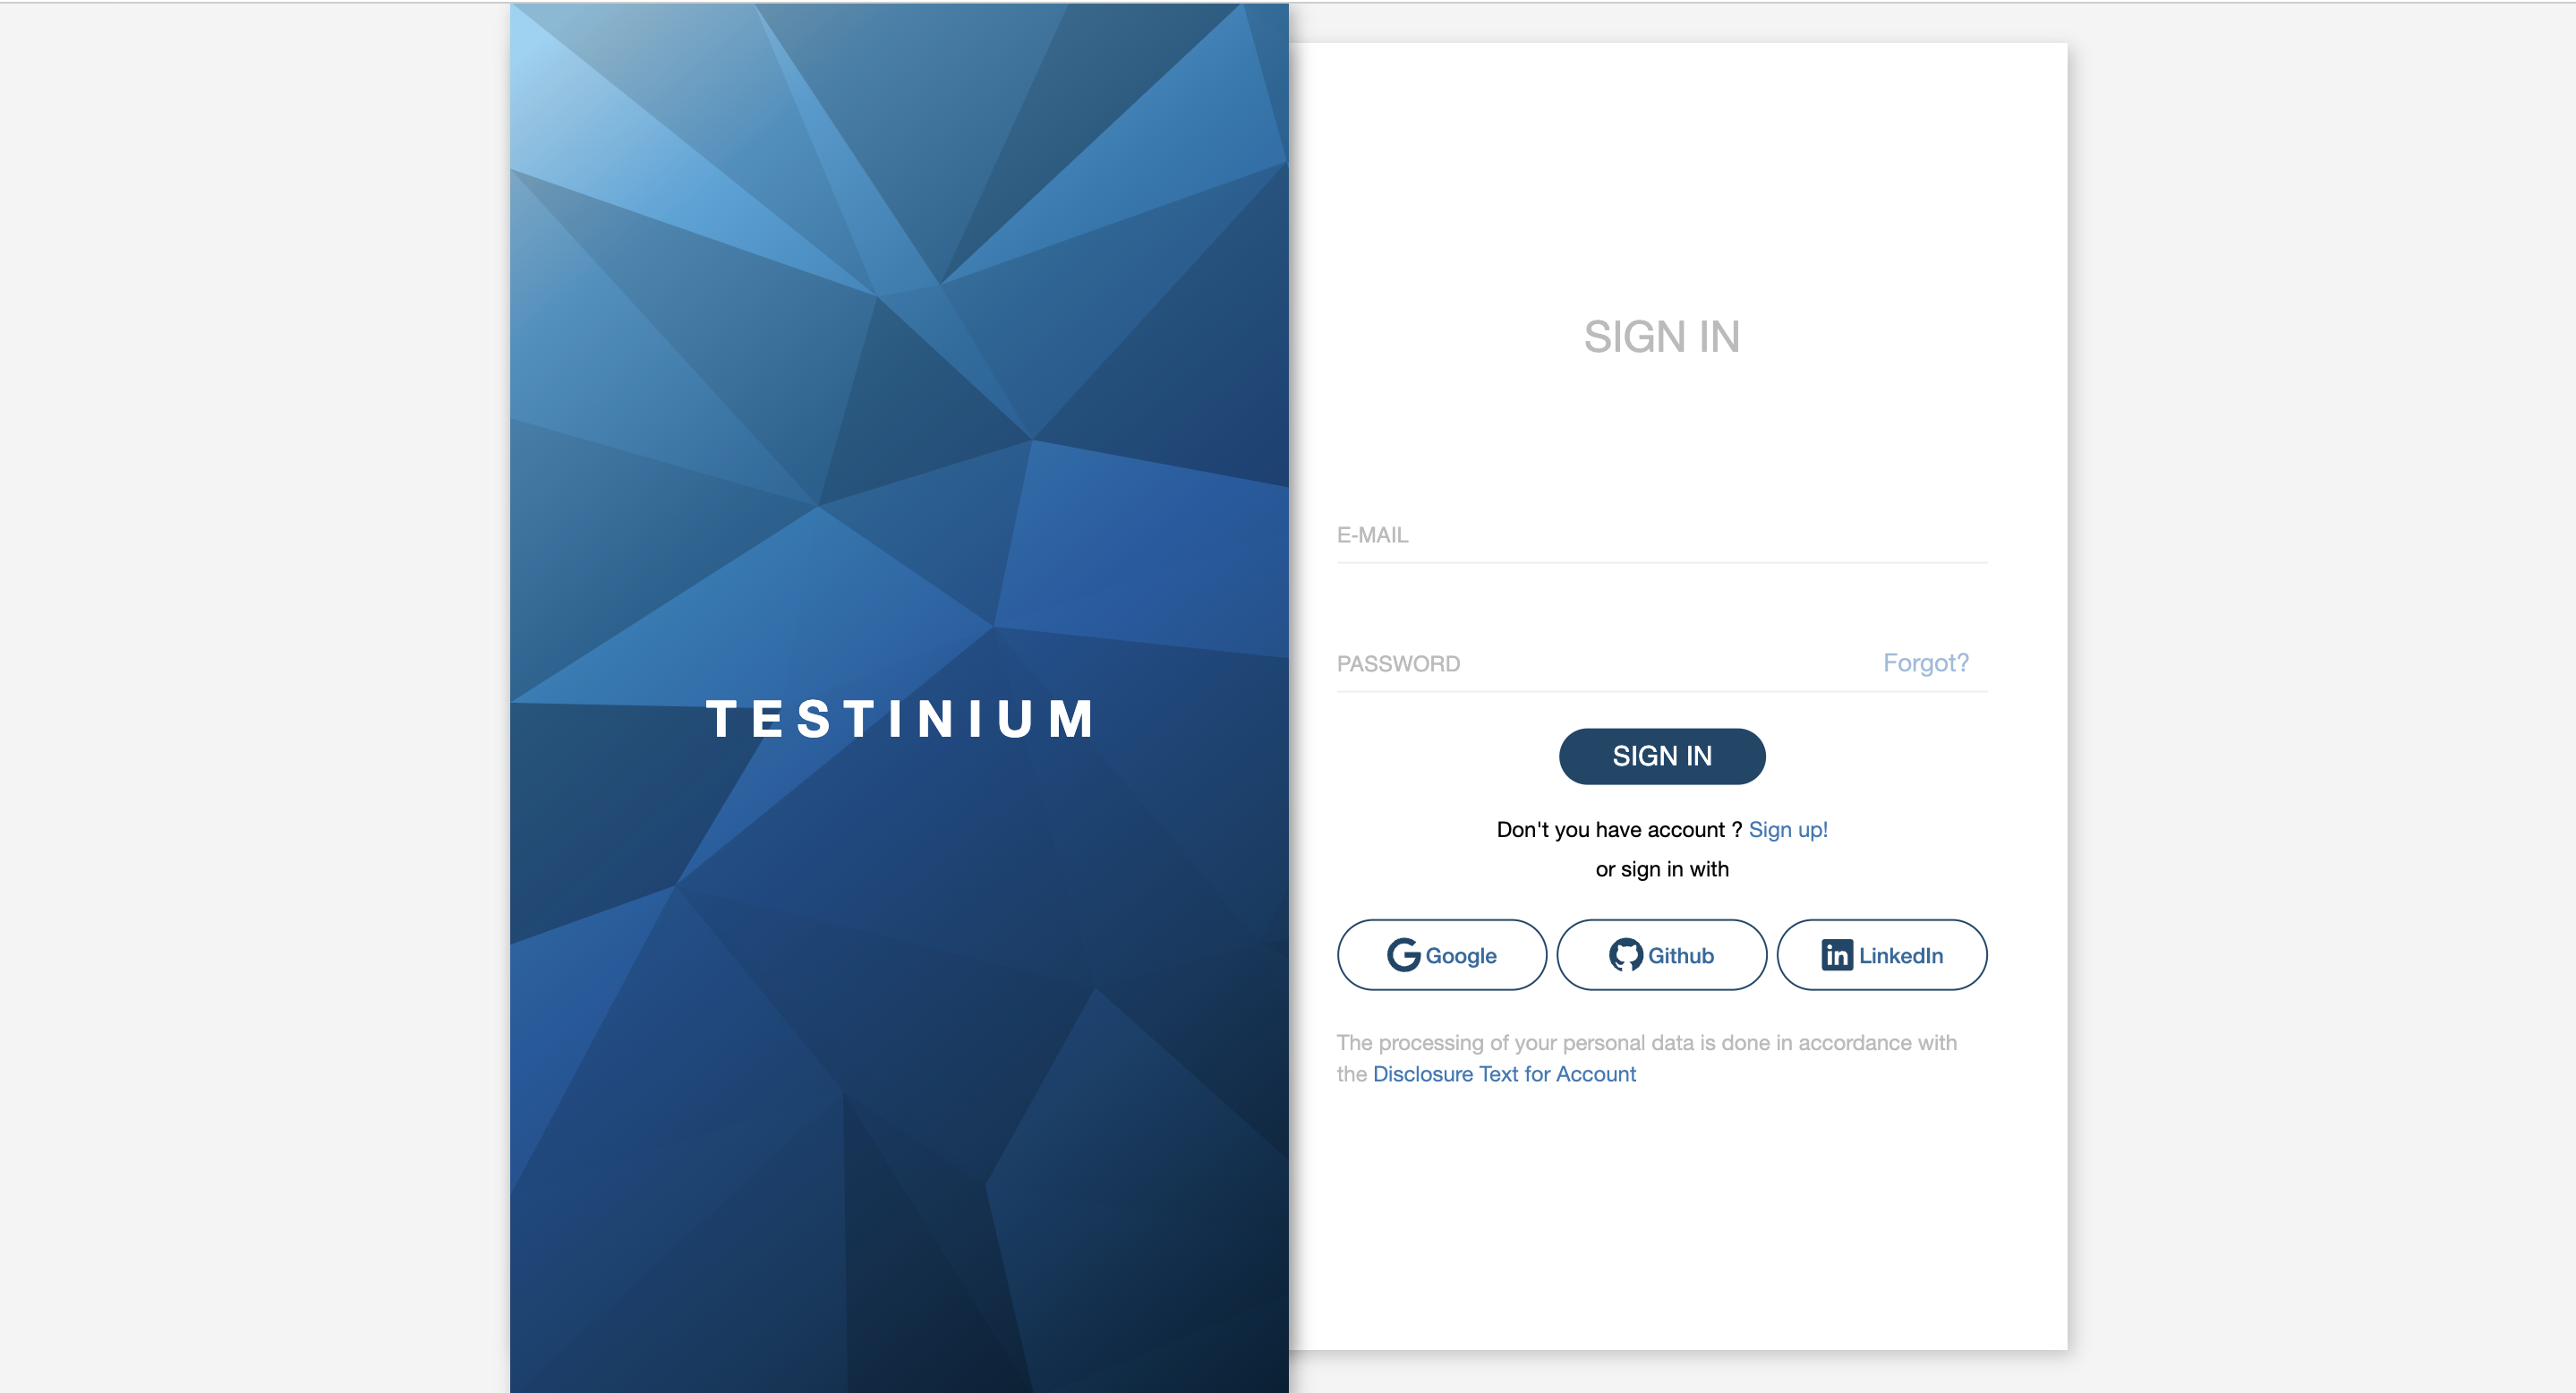 TESTINIUM
SIGN IN
E-MAIL
PASSWORD Forgot?
SIGN IN
Don't you have account ? Sign up!
or sign in with
Google Github LinkedIn
The processing of your personal data is done in accordance with
the Disclosure Text for Account